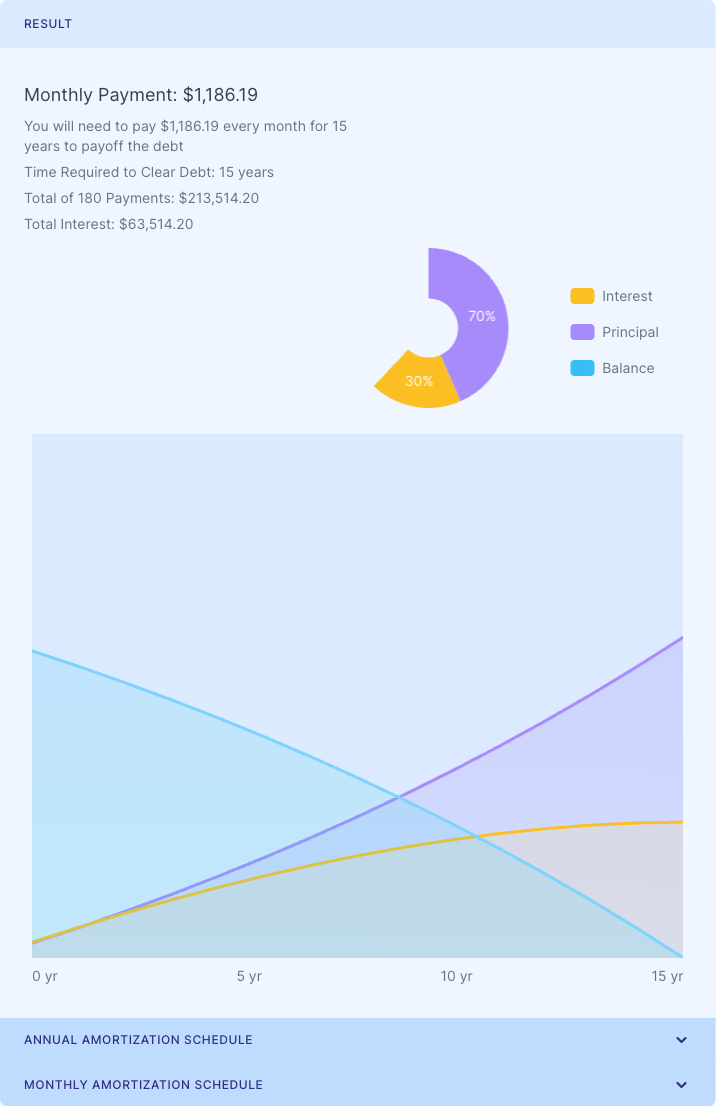 RESULT
Monthly Payment: $1,186.19
You will need to pay $1,186.19 every month for 15
years to payoff the debt
Time Required to Clear Debt: 15 years
Total of 180 Payments: $213,514.20
Total Interest: $63,514.20
70%
30%
Interest
Principal
Balance
0 yr
5 yr
10 yr
15 yr
ANNUAL AMORTIZATION SCHEDULE
MONTHLY AMORTIZATION SCHEDULE